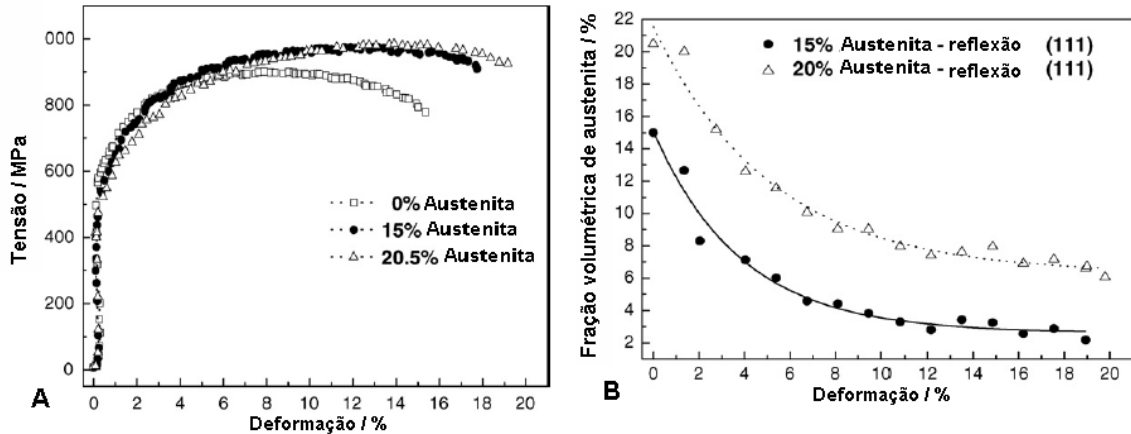 Tensão / MPa
000
800
600
400
200
0
0% Austenita
15% Austenita
20.5% Austenita
0 2 4 6 8 10 12 14 16 18 20
Deformação / %
A
Fração volumétrica de austenita / %
22
20
18
16
14
12
10
8
6
4
2
15% Austenita - reflexão (111)
20% Austenita - reflexão (111)
0 2 4 6 8 10 12 14 16 18 20
Deformação / %
B